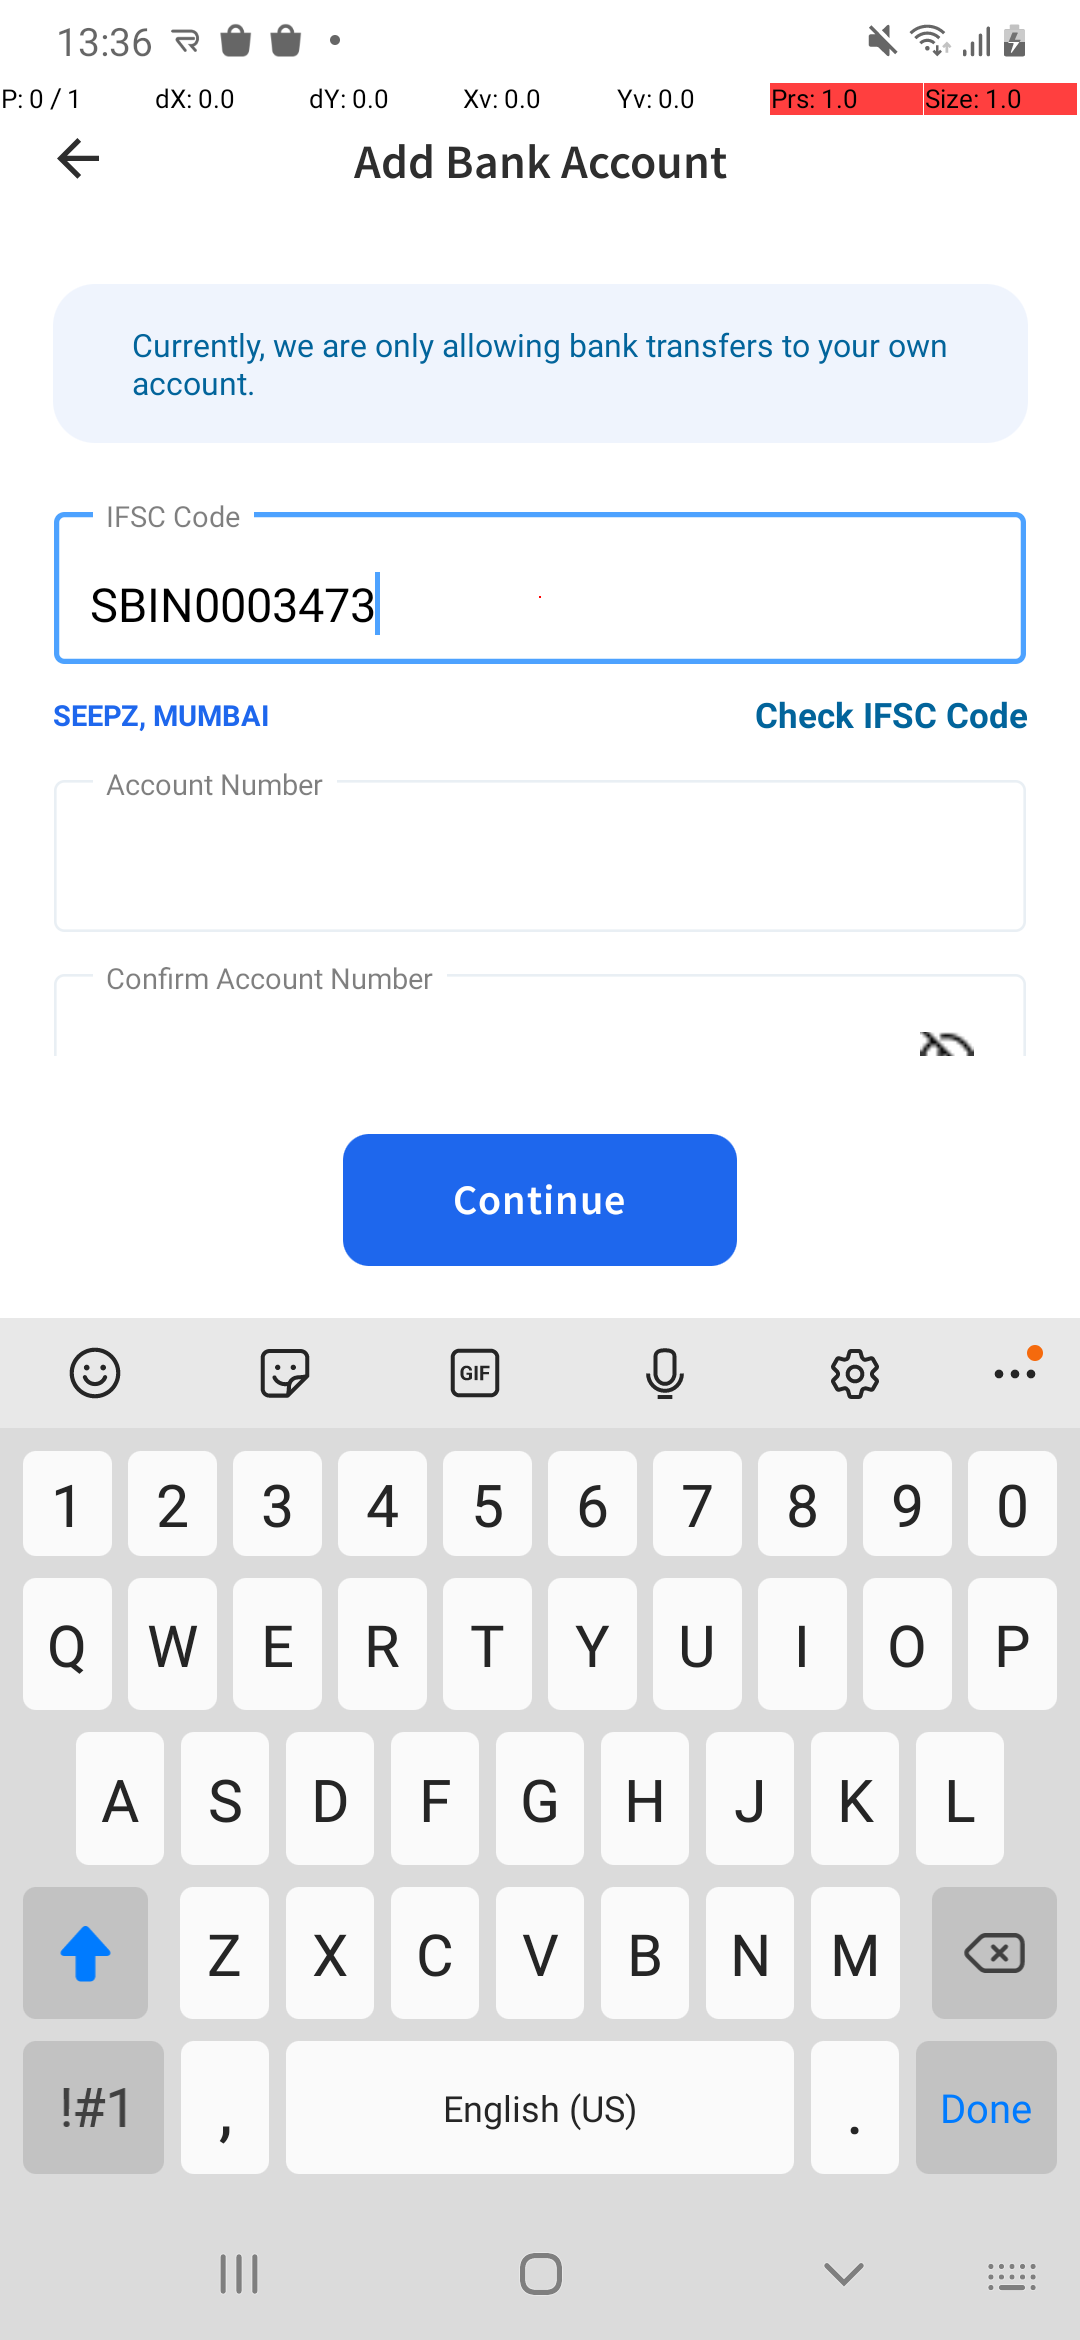 13:36
P: 0 / 1 dX: 0.0 dY: 0.0 Xv: 0.0 Yv: 0.0 Prs: 1.0 Size: 1.0
Add Bank Account
Currently, we are only allowing bank transfers to your own
account.
IFSC Code
SBIN0003473
SEEPZ, MUMBAI Check IFSC Code
Account Number
Confirm Account Number
Continue
GIF
1 2 3 4 5 6 7 8 9 0
Q W E R T Y U I O P
A S D F G H J K L
Z X C V B N M
!#1 , English (US) . Done